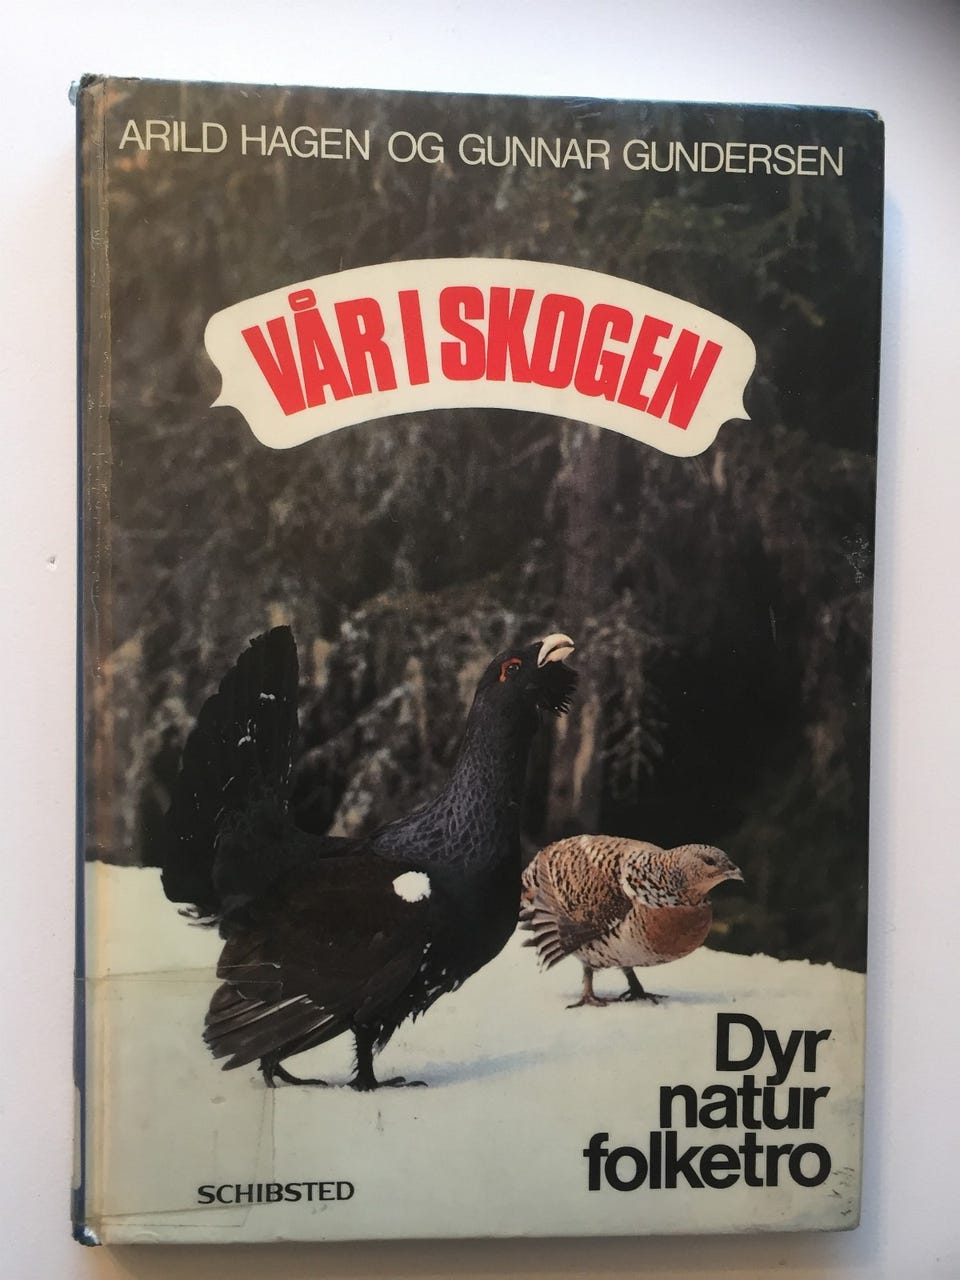 ARILD HAGEN OG GUNNAR GUNDERSEN
VÅR I SKOGEN
Dyr
natur
folketro
SCHIBSTED